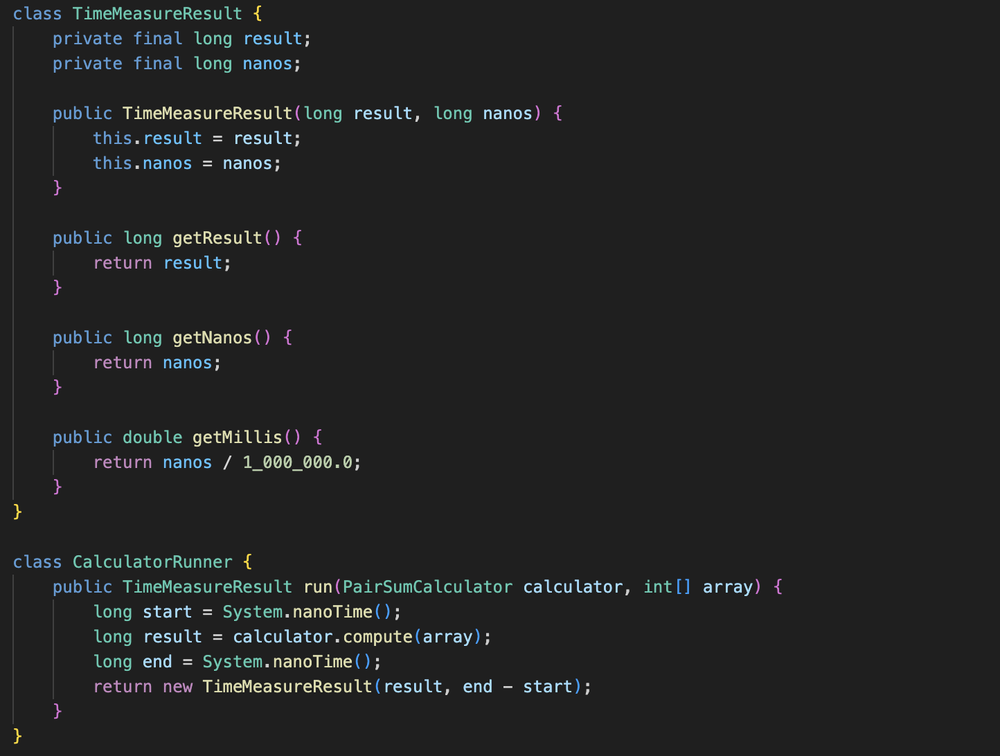 class TimeMeasureResult {
    private final long result;
    private final long nanos;

    public TimeMeasureResult(long result, long nanos) {
        this.result = result;
        this.nanos = nanos;
    }

    public long getResult() {
        return result;
    }

    public long getNanos() {
        return nanos;
    }

    public double getMillis() {
        return nanos / 1_000_000.0;
    }
}

class CalculatorRunner {
    public TimeMeasureResult run(PairSumCalculator calculator, int[] array) {
        long start = System.nanoTime();
        long result = calculator.compute(array);
        long end = System.nanoTime();
        return new TimeMeasureResult(result, end - start);
    }
}